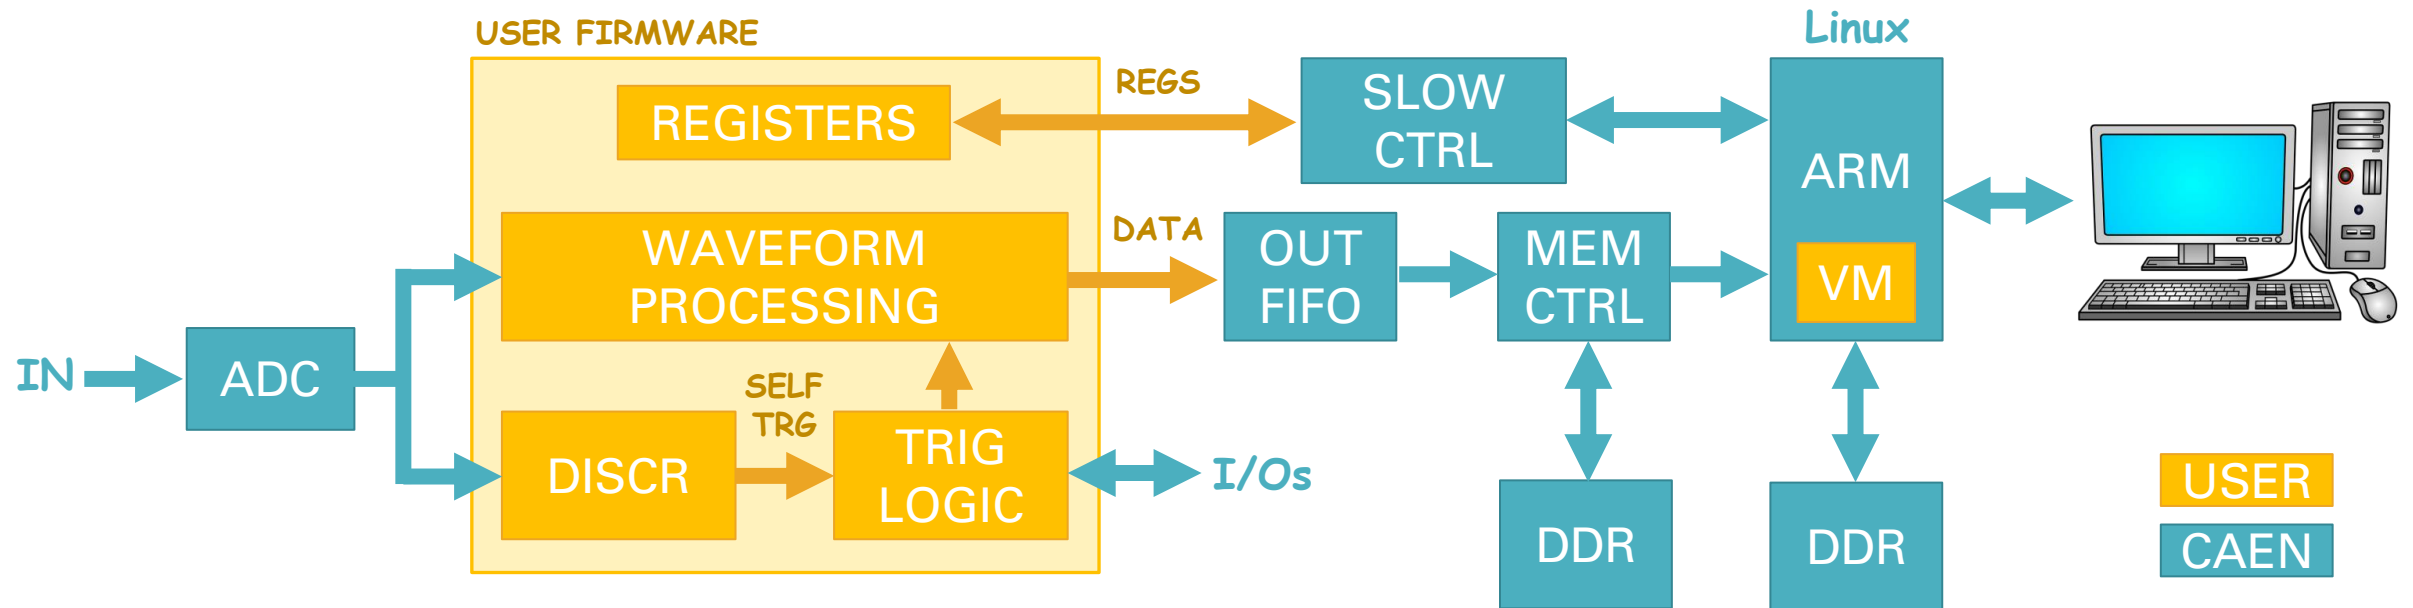 USER FIRMWARE
Linux
REGISTERS
REGS
SLOW
CTRL
ARM
VM
WAVEFORM
PROCESSING
DATA
OUT
FIFO
MEM
CTRL
IN
ADC
SELF
TRG
DISCR
TRIG
LOGIC
I/Os
DDR
DDR
USER
CAEN